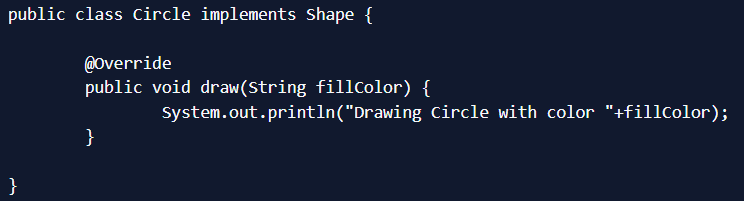 public class Circle implements Shape {
@Override
public void draw(String fillColor) {
System.out.println("Drawing Circle with color "+fillColor);
}
}